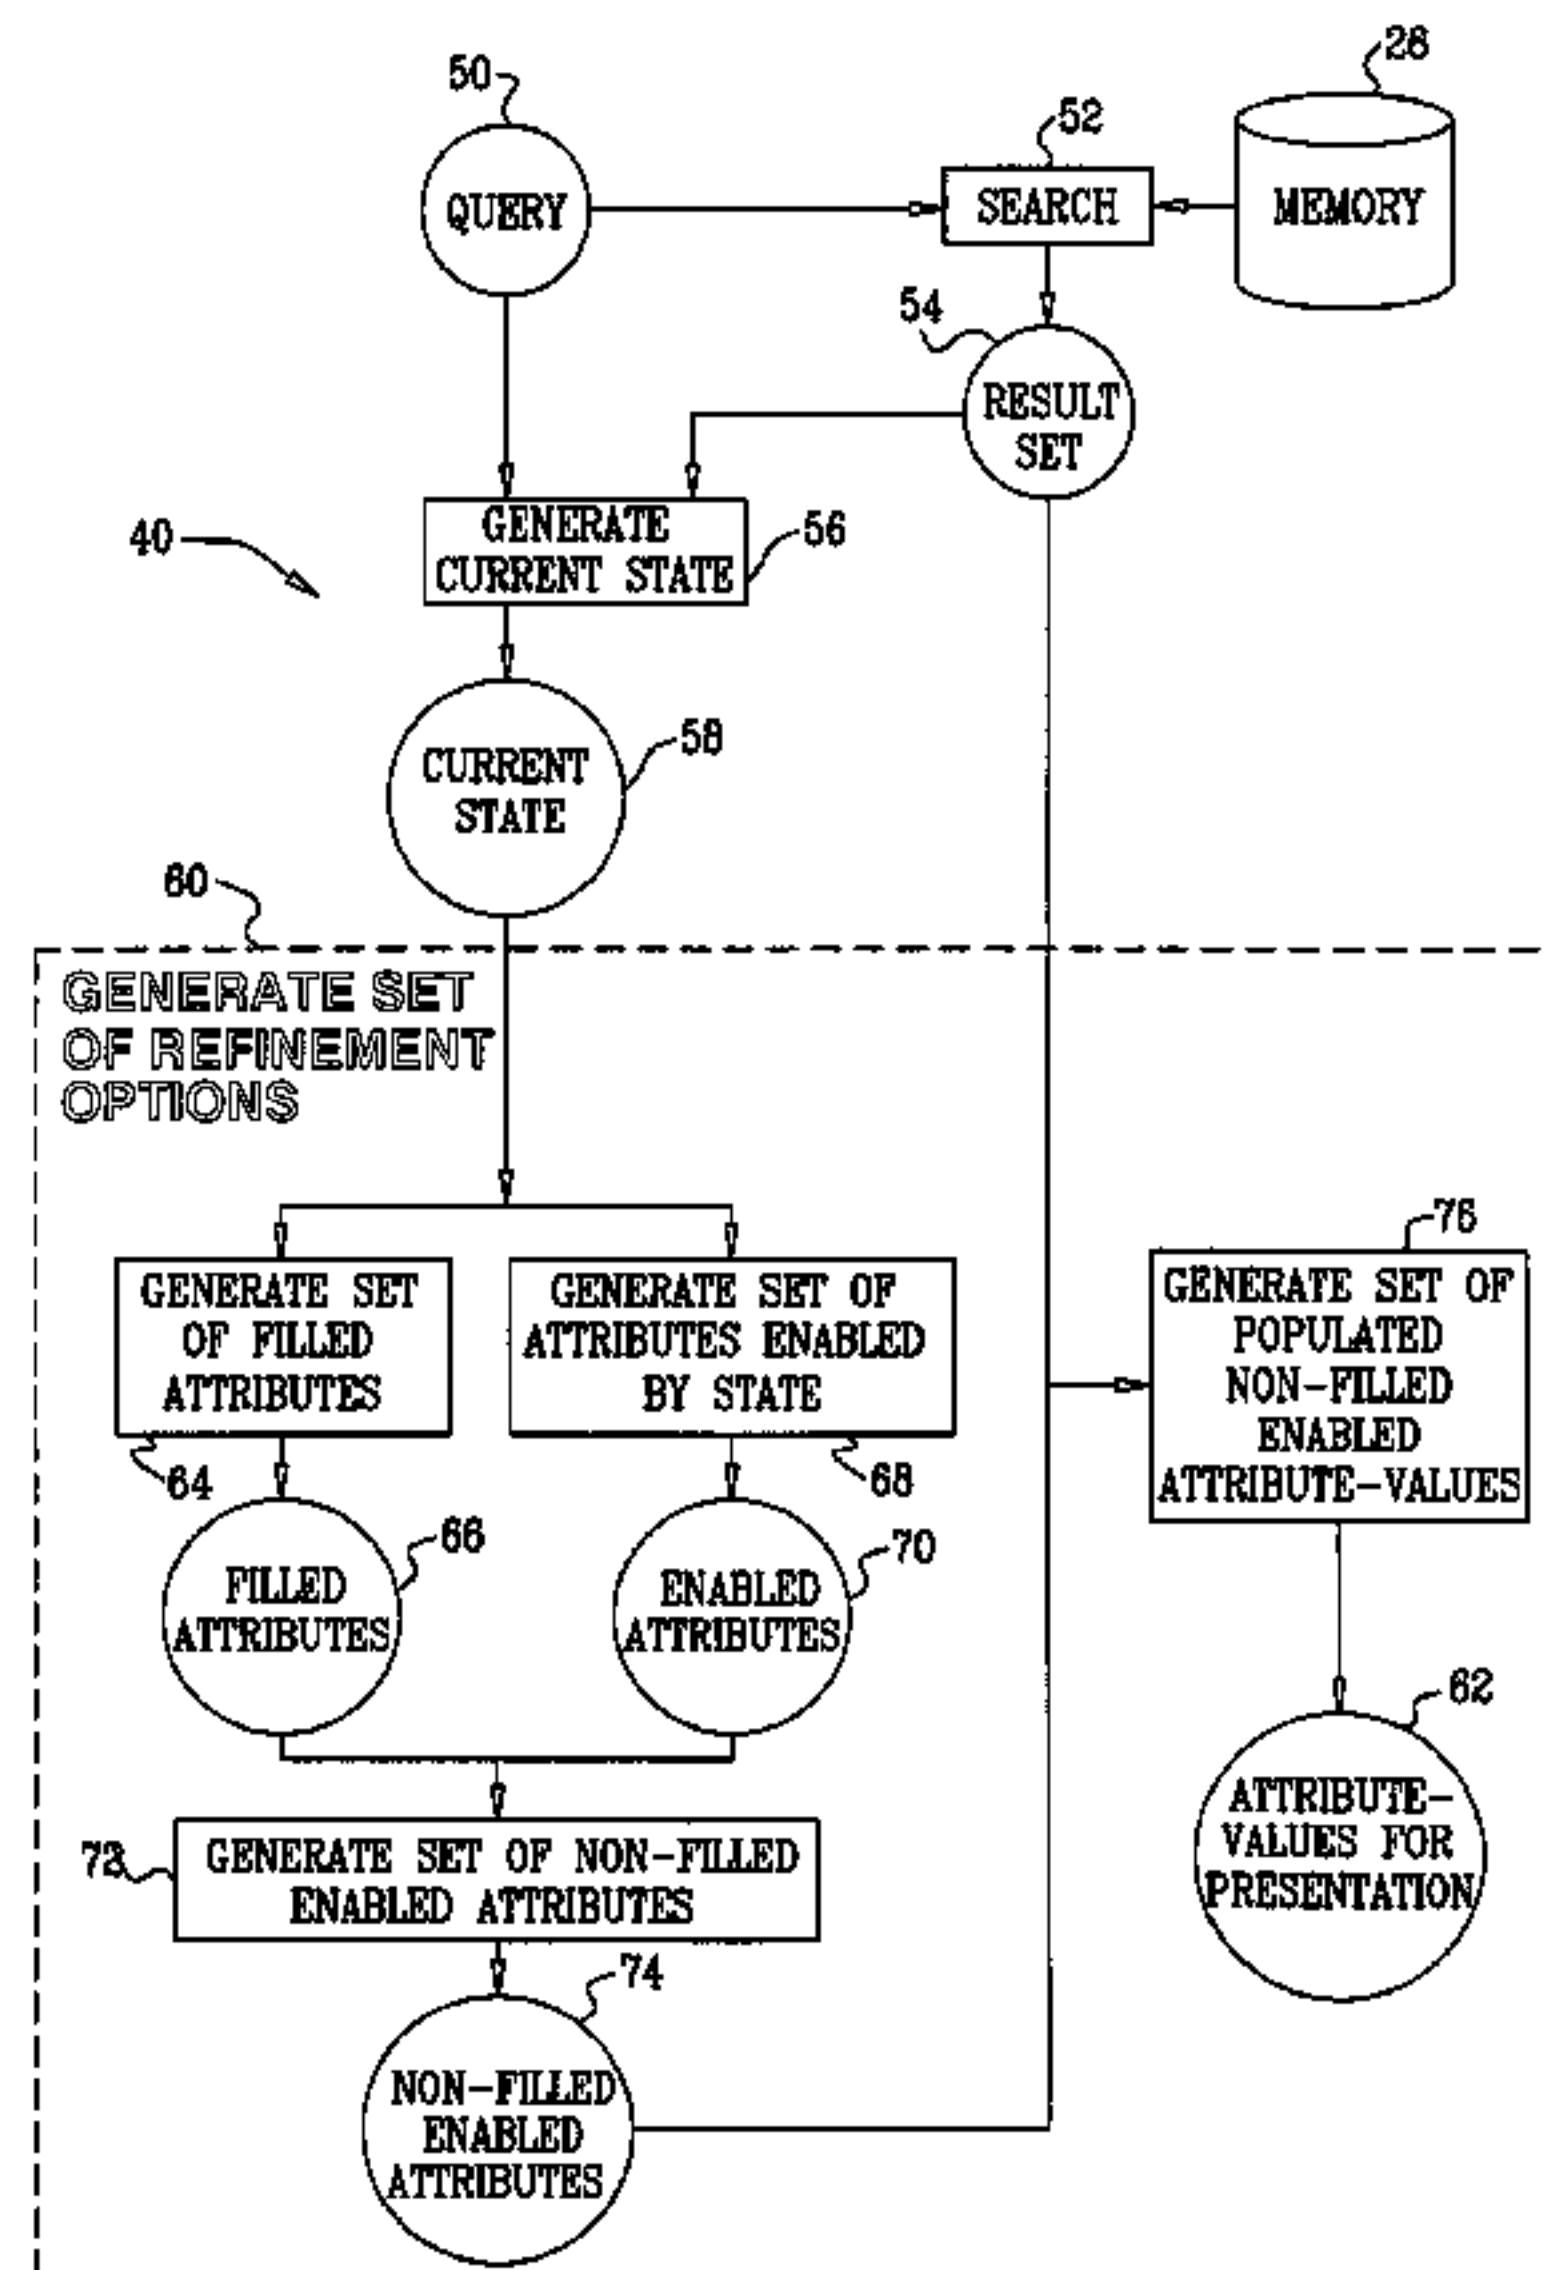 50
28
52
QUERY
SEARCH
MEMORY
54
RESULT
SET
GENERATE
CURRENT STATE
56
40
CURRENT
STATE
58
60
GENERATE SET
OF REFINEMENT
OPTIONS
GENERATE SET
OF FILLED
ATTRIBUTES
64
GENERATE SET OF
ATTRIBUTES ENABLED
BY STATE
68
76
GENERATE SET OF
POPULATED
NON-FILLED
ENABLED
ATTRIBUTE-VALUES
66
FILLED
ATTRIBUTES
70
ENABLED
ATTRIBUTES
62
ATTRIBUTE-
VALUES FOR
PRESENTATION
GENERATE SET OF NON-FILLED
ENABLED ATTRIBUTES
74
NON-FILLED
ENABLED
ATTRIBUTES